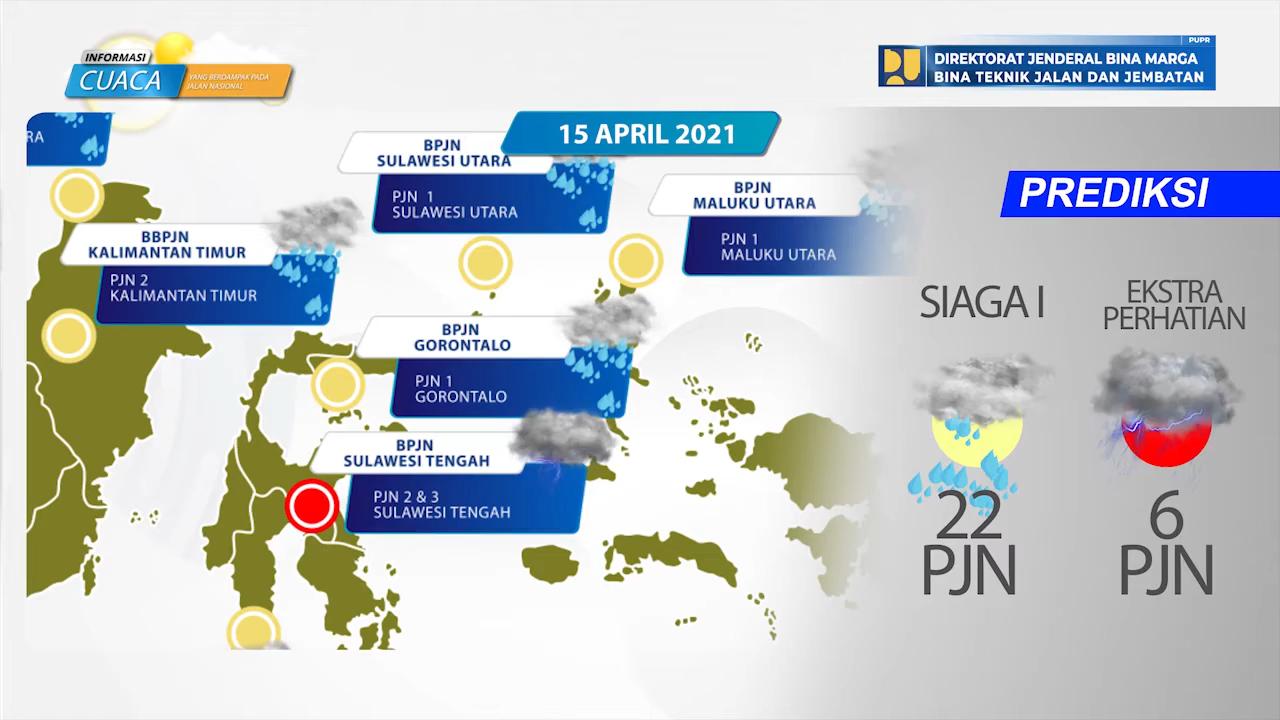 INFORMASI
CUACA
YANG BERDAMPAK PADA
JALAN NASIONAL
PUPR
DIREKTORAT JENDERAL BINA MARGA
BINA TEKNIK JALAN DAN JEMBATAN
RA
15 APRIL 2021
BPJN
SULAWESI UTARA
PJN 1
SULAWESI UTARA
BPJN
MALUKU UTARA
PJN 1
MALUKU UTARA
BBPJN
KALIMANTAN TIMUR
PJN 2
KALIMANTAN TIMUR
BPJN
GORONTALO
PJN 1
GORONTALO
BPJN
SULAWESI TENGAH
PJN 2 & 3
SULAWESI TENGAH
PREDIKSI
SIAGA I
22
PJN
EKSTRA
PERHATIAN
6
PJN